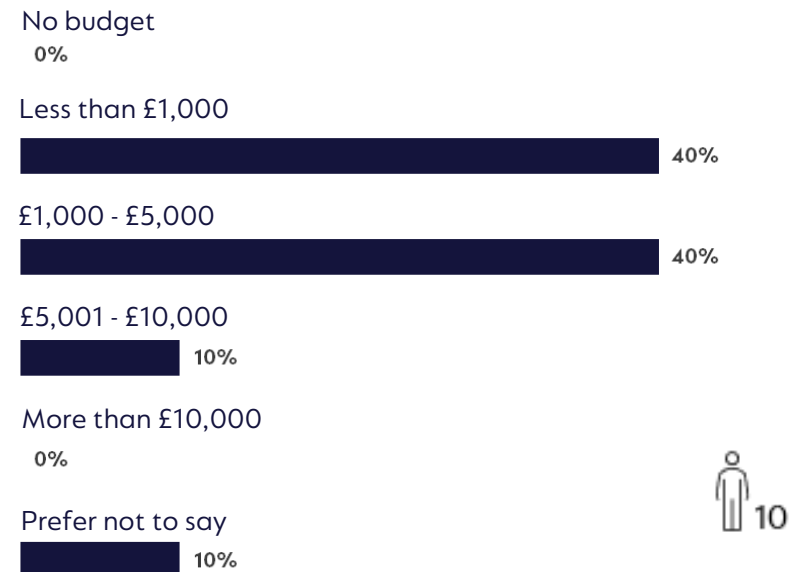 No budget
0%
Less than £1,000
40%
£1,000 - £5,000
40%
£5,001 - £10,000
10%
More than £10,000
0%
Prefer not to say
10%
10